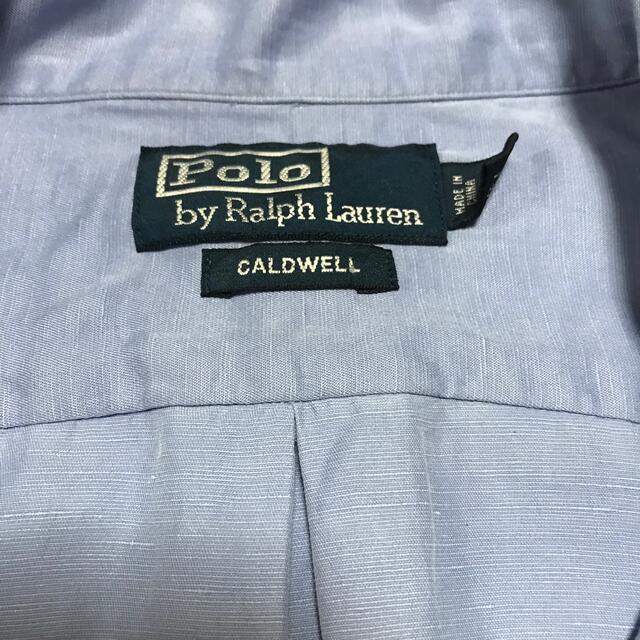 Polo
by Ralph Lauren
MADE IN
CHINA
CALDWELL